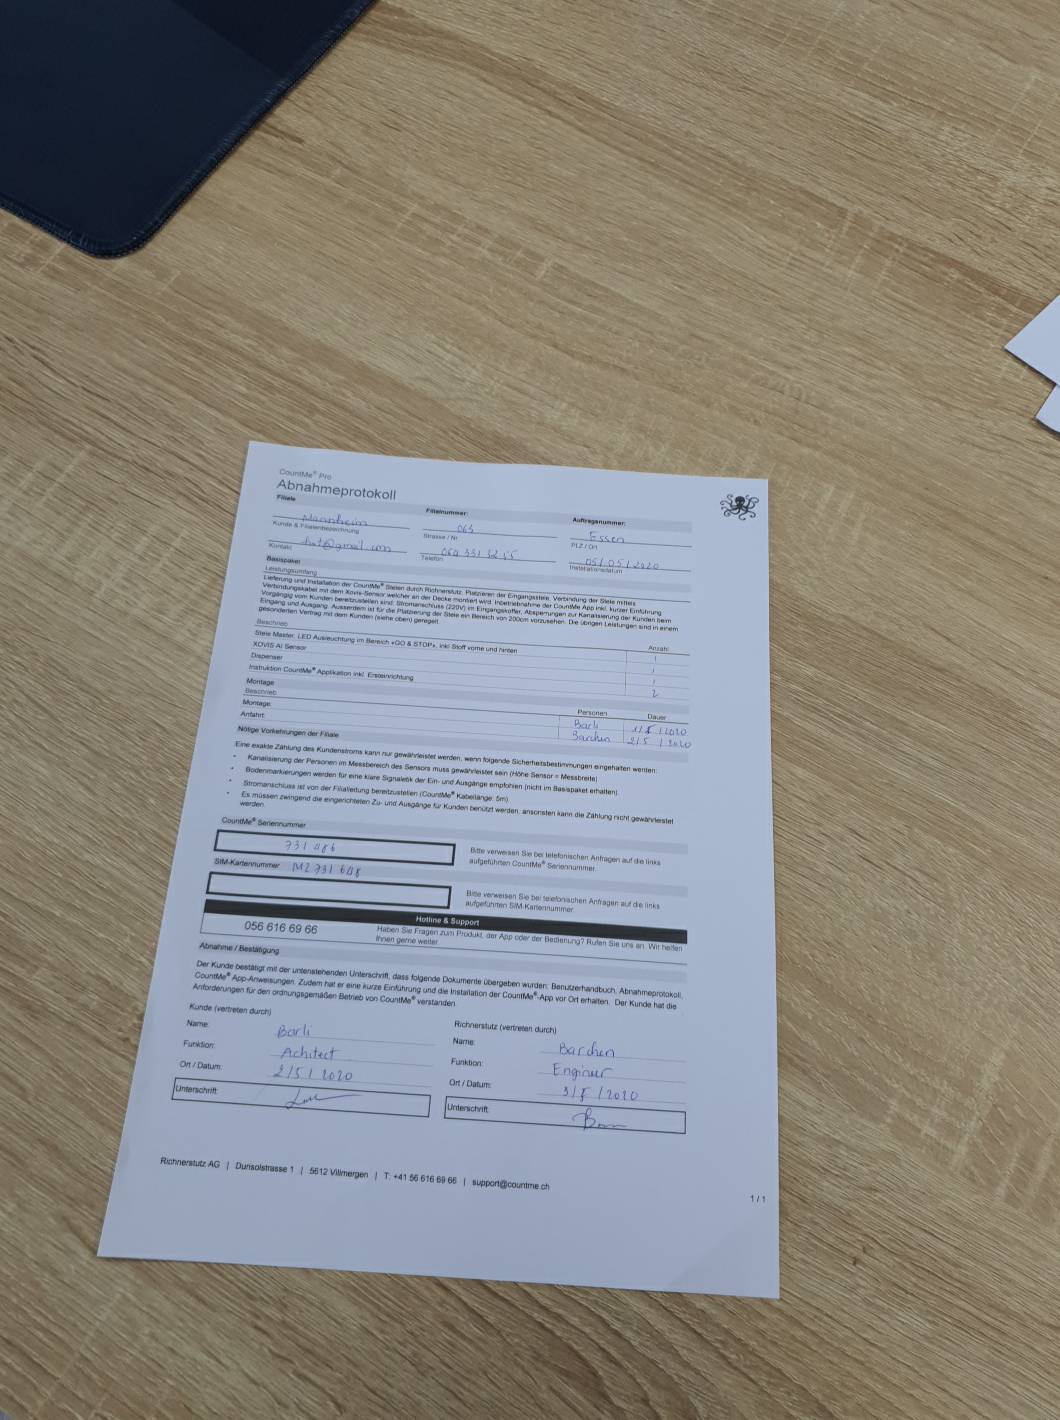 CountMe® Pro
Abnahmeprotokoll
Filiale
Filialnummer:
Auftragsnummer:
Mannheim
065
Essen
Kunde & Filialenbezeichnung
Strasse / Nr.
PLZ / Ort
@gmail.com
05/05/2020
Kontakt
Telefon
Installationsdatum
Basispaket
Leistungsumfang
Lieferung und Installation der CountMe® Stelen durch Richnerstutz. Platzieren der Eingangsstele, Verbindung der Stele mittels
Verbindungskabel mit dem Xovis-Sensor welcher an der Decke montiert wird. Inbetriebnahme der CountMe App inkl. kurzer Einführung.
Vorgängig vom Kunden bereitzustellen sind: Stromanschluss (220V) im Eingangskoffer, Absperrungen zur Kanalisierung der Kunden beim
Eingang und Ausgang. Ausserdem ist für die Platzierung der Stele ein Bereich von 200cm vorzusehen. Die übrigen Leistungen sind in einem
gesonderten Vertrag mit dem Kunden (siehe oben) geregelt.
Beschrieb
Anzahl
Stele Master: LED Ausleuchtung im Bereich «GO & STOP», inkl Stoff vorne und hinten
1
XOVIS AI Sensor
1
Dispenser
1
Instruktion CountMe® Applikation inkl. Ersteinrichtung
2
Montage
Beschrieb
Personen
Dauer
Montage:
Barli
1/5/2020
Anfahrt:
Barchen
2/5/2020
Nötige Vorkehrungen der Filiale
Eine exakte Zählung des Kundenstroms kann nur gewährleistet werden, wenn folgende Sicherheitsbestimmungen eingehalten werden:
• Kanalisierung der Personen im Messbereich des Sensors muss gewährleistet sein (Höhe Sensor = Messbreite)
• Bodenmarkierungen werden für eine klare Signaletik der Ein- und Ausgänge empfohlen (nicht im Basispaket erhalten).
• Stromanschluss ist von der Filialleitung bereitzustellen (CountMe® Kabellänge: 5m)
• Es müssen zwingend die eingerichteten Zu- und Ausgänge für Kunden benützt werden, ansonsten kann die Zählung nicht gewährleistet
werden.
CountMe® Seriennummer
731 486
Bitte verweisen Sie bei telefonischen Anfragen auf die links
aufgeführten CountMe® Seriennummer.
SIM-Kartennummer
M2 731 648
Bitte verweisen Sie bei telefonischen Anfragen auf die links
aufgeführten SIM-Kartennummer.
Hotline & Support
056 616 69 66
Haben Sie Fragen zum Produkt, der App oder der Bedienung? Rufen Sie uns an. Wir helfen
Ihnen gerne weiter.
Abnahme / Bestätigung
Der Kunde bestätigt mit der untenstehenden Unterschrift, dass folgende Dokumente übergeben wurden: Benutzerhandbuch, Abnahmeprotokoll,
CountMe® App-Anweisungen. Zudem hat er eine kurze Einführung und die Installation der CountMe®-App vor Ort erhalten. Der Kunde hat die
Anforderungen für den ordnungsgemäßen Betrieb von CountMe® verstanden.
Kunde (vertreten durch)
Richnerstutz (vertreten durch)
Name:
Barli
Name:
Barchen
Funktion:
Achitect
Funktion:
Enginer
Ort / Datum:
2/5/2020
Ort / Datum:
3/5/2020
Unterschrift:
Unterschrift:
Richnerstutz AG | Durisolstrasse 1 | 5612 Villmergen | T: +41 56 616 69 66 | support@countme.ch
1 / 1